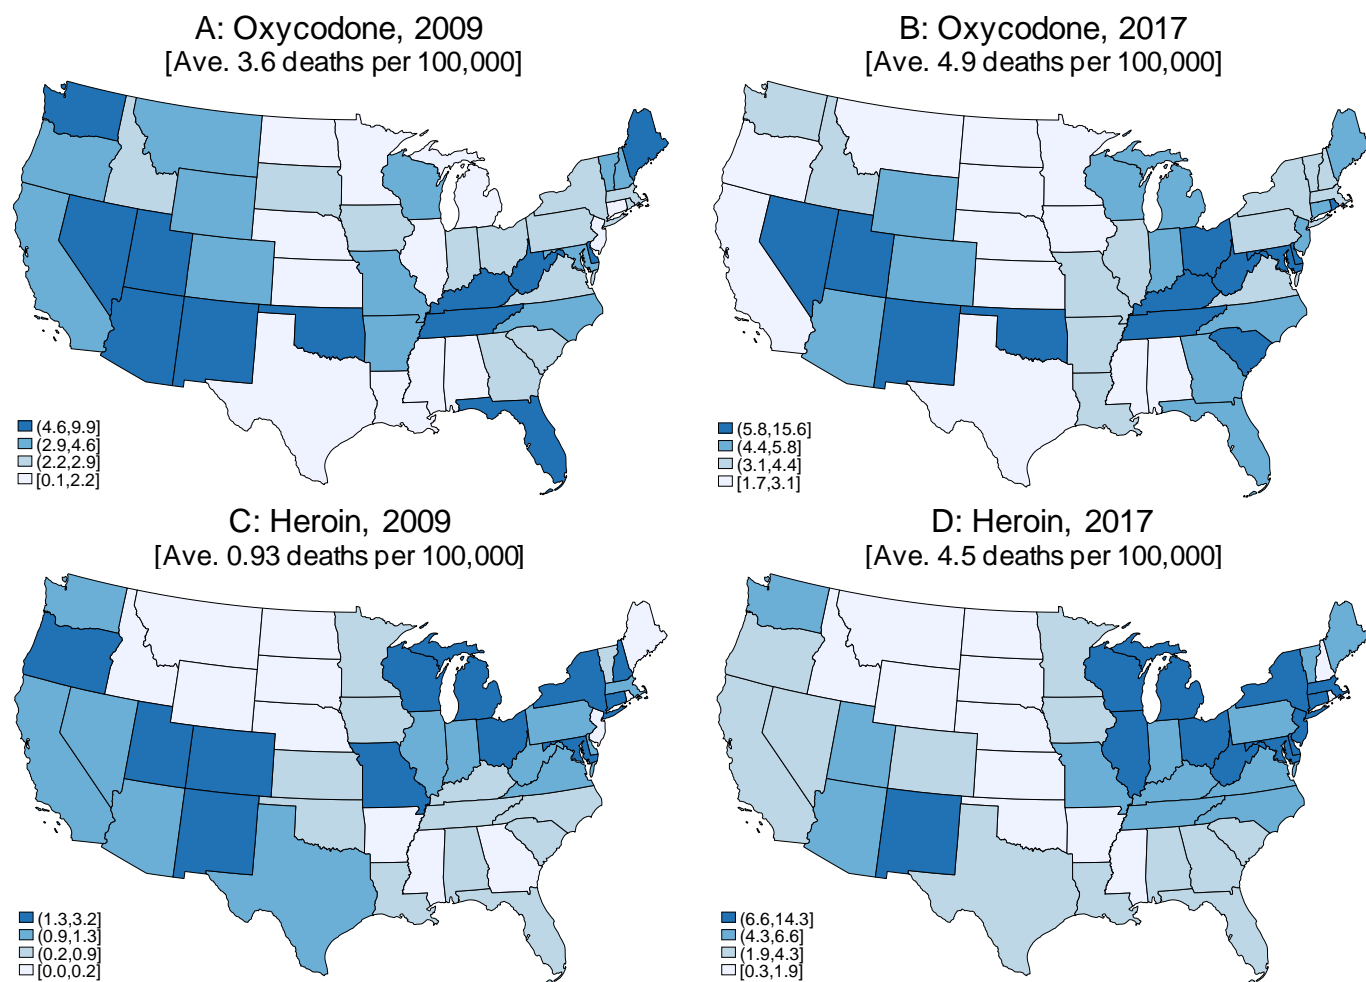 A: Oxycodone, 2009
[Ave. 3.6 deaths per 100,000]
(4.6,9.9]
(2.9,4.6]
(2.2,2.9]
[0.1,2.2]
B: Oxycodone, 2017
[Ave. 4.9 deaths per 100,000]
(5.8,15.6]
(4.4,5.8]
(3.1,4.4]
[1.7,3.1]
C: Heroin, 2009
[Ave. 0.93 deaths per 100,000]
(1.3,3.2]
(0.9,1.3]
(0.2,0.9]
[0.0,0.2]
D: Heroin, 2017
[Ave. 4.5 deaths per 100,000]
(6.6,14.3]
(4.3,6.6]
(1.9,4.3]
[0.3,1.9]